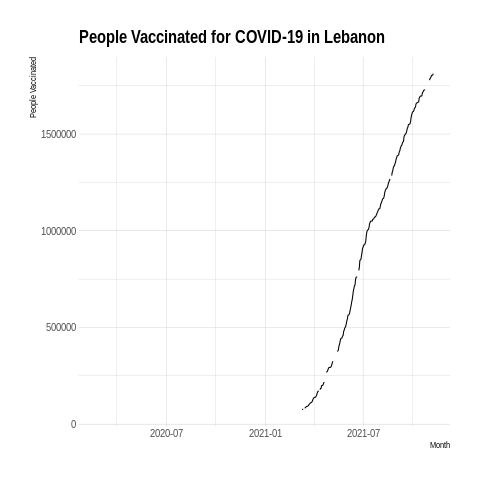 People Vaccinated for COVID-19 in Lebanon
People Vaccinated
1500000
1000000
500000
0
2020-07 2021-01 2021-07
Month